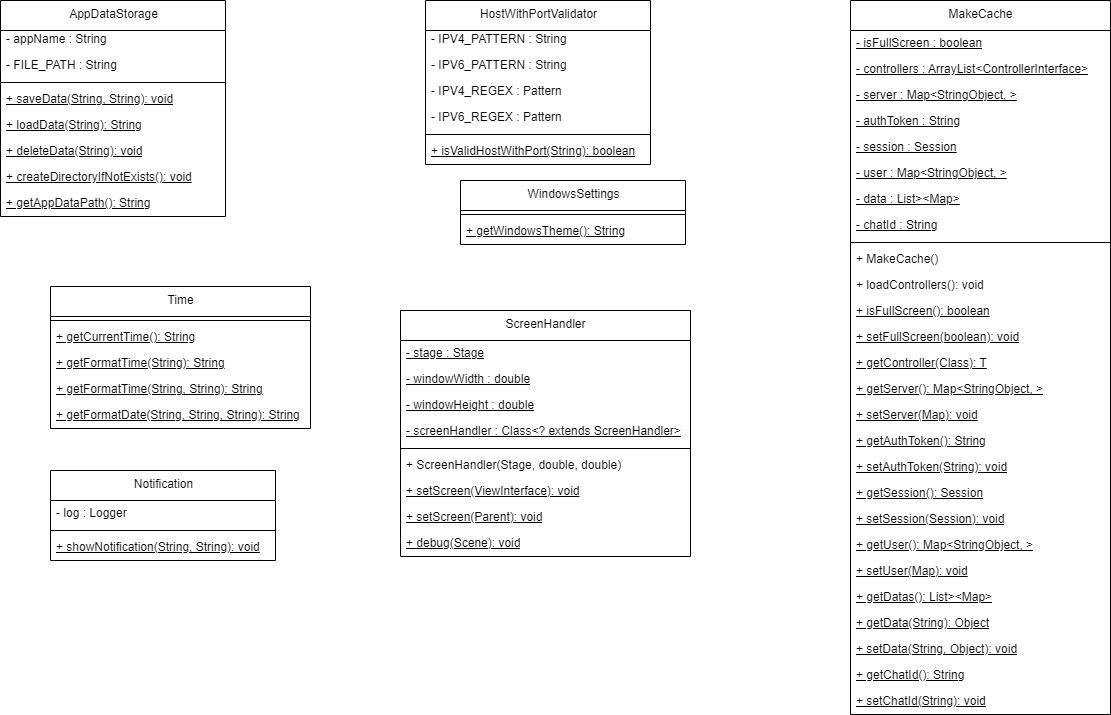 AppDataStorage
- appName : String
- FILE_PATH : String
+ saveData(String, String): void
+ loadData(String): String
+ deleteData(String): void
+ createDirectoryIfNotExists(): void
+ getAppDataPath(): String
HostWithPortValidator
- IPV4_PATTERN : String
- IPV6_PATTERN : String
- IPV4_REGEX : Pattern
- IPV6_REGEX : Pattern
+ isValidHostWithPort(String): boolean
WindowsSettings
+ getWindowsTheme(): String
MakeCache
- isFullScreen : boolean
- controllers : ArrayList<ControllerInterface>
- server : Map<StringObject, >
- authToken : String
- session : Session
- user : Map<StringObject, >
- data : List><Map>
- chatId : String
+ MakeCache()
+ loadControllers(): void
+ isFullScreen(): boolean
+ setFullScreen(boolean): void
+ getController(Class): T
+ getServer(): Map<StringObject, >
+ setServer(Map): void
+ getAuthToken(): String
+ setAuthToken(String): void
+ getSession(): Session
+ setSession(Session): void
+ getUser(): Map<StringObject, >
+ setUser(Map): void
+ getDatas(): List><Map>
+ getData(String): Object
+ setData(String, Object): void
+ getChatId(): String
+ setChatId(String): void
Time
+ getCurrentTime(): String
+ getFormatTime(String): String
+ getFormatTime(String, String): String
+ getFormatDate(String, String, String): String
ScreenHandler
- stage : Stage
- windowWidth : double
- windowHeight : double
- screenHandler : Class<? extends ScreenHandler>
+ ScreenHandler(Stage, double, double)
+ setScreen(ViewInterface): void
+ setScreen(Parent): void
+ debug(Scene): void
Notification
- log : Logger
+ showNotification(String, String): void